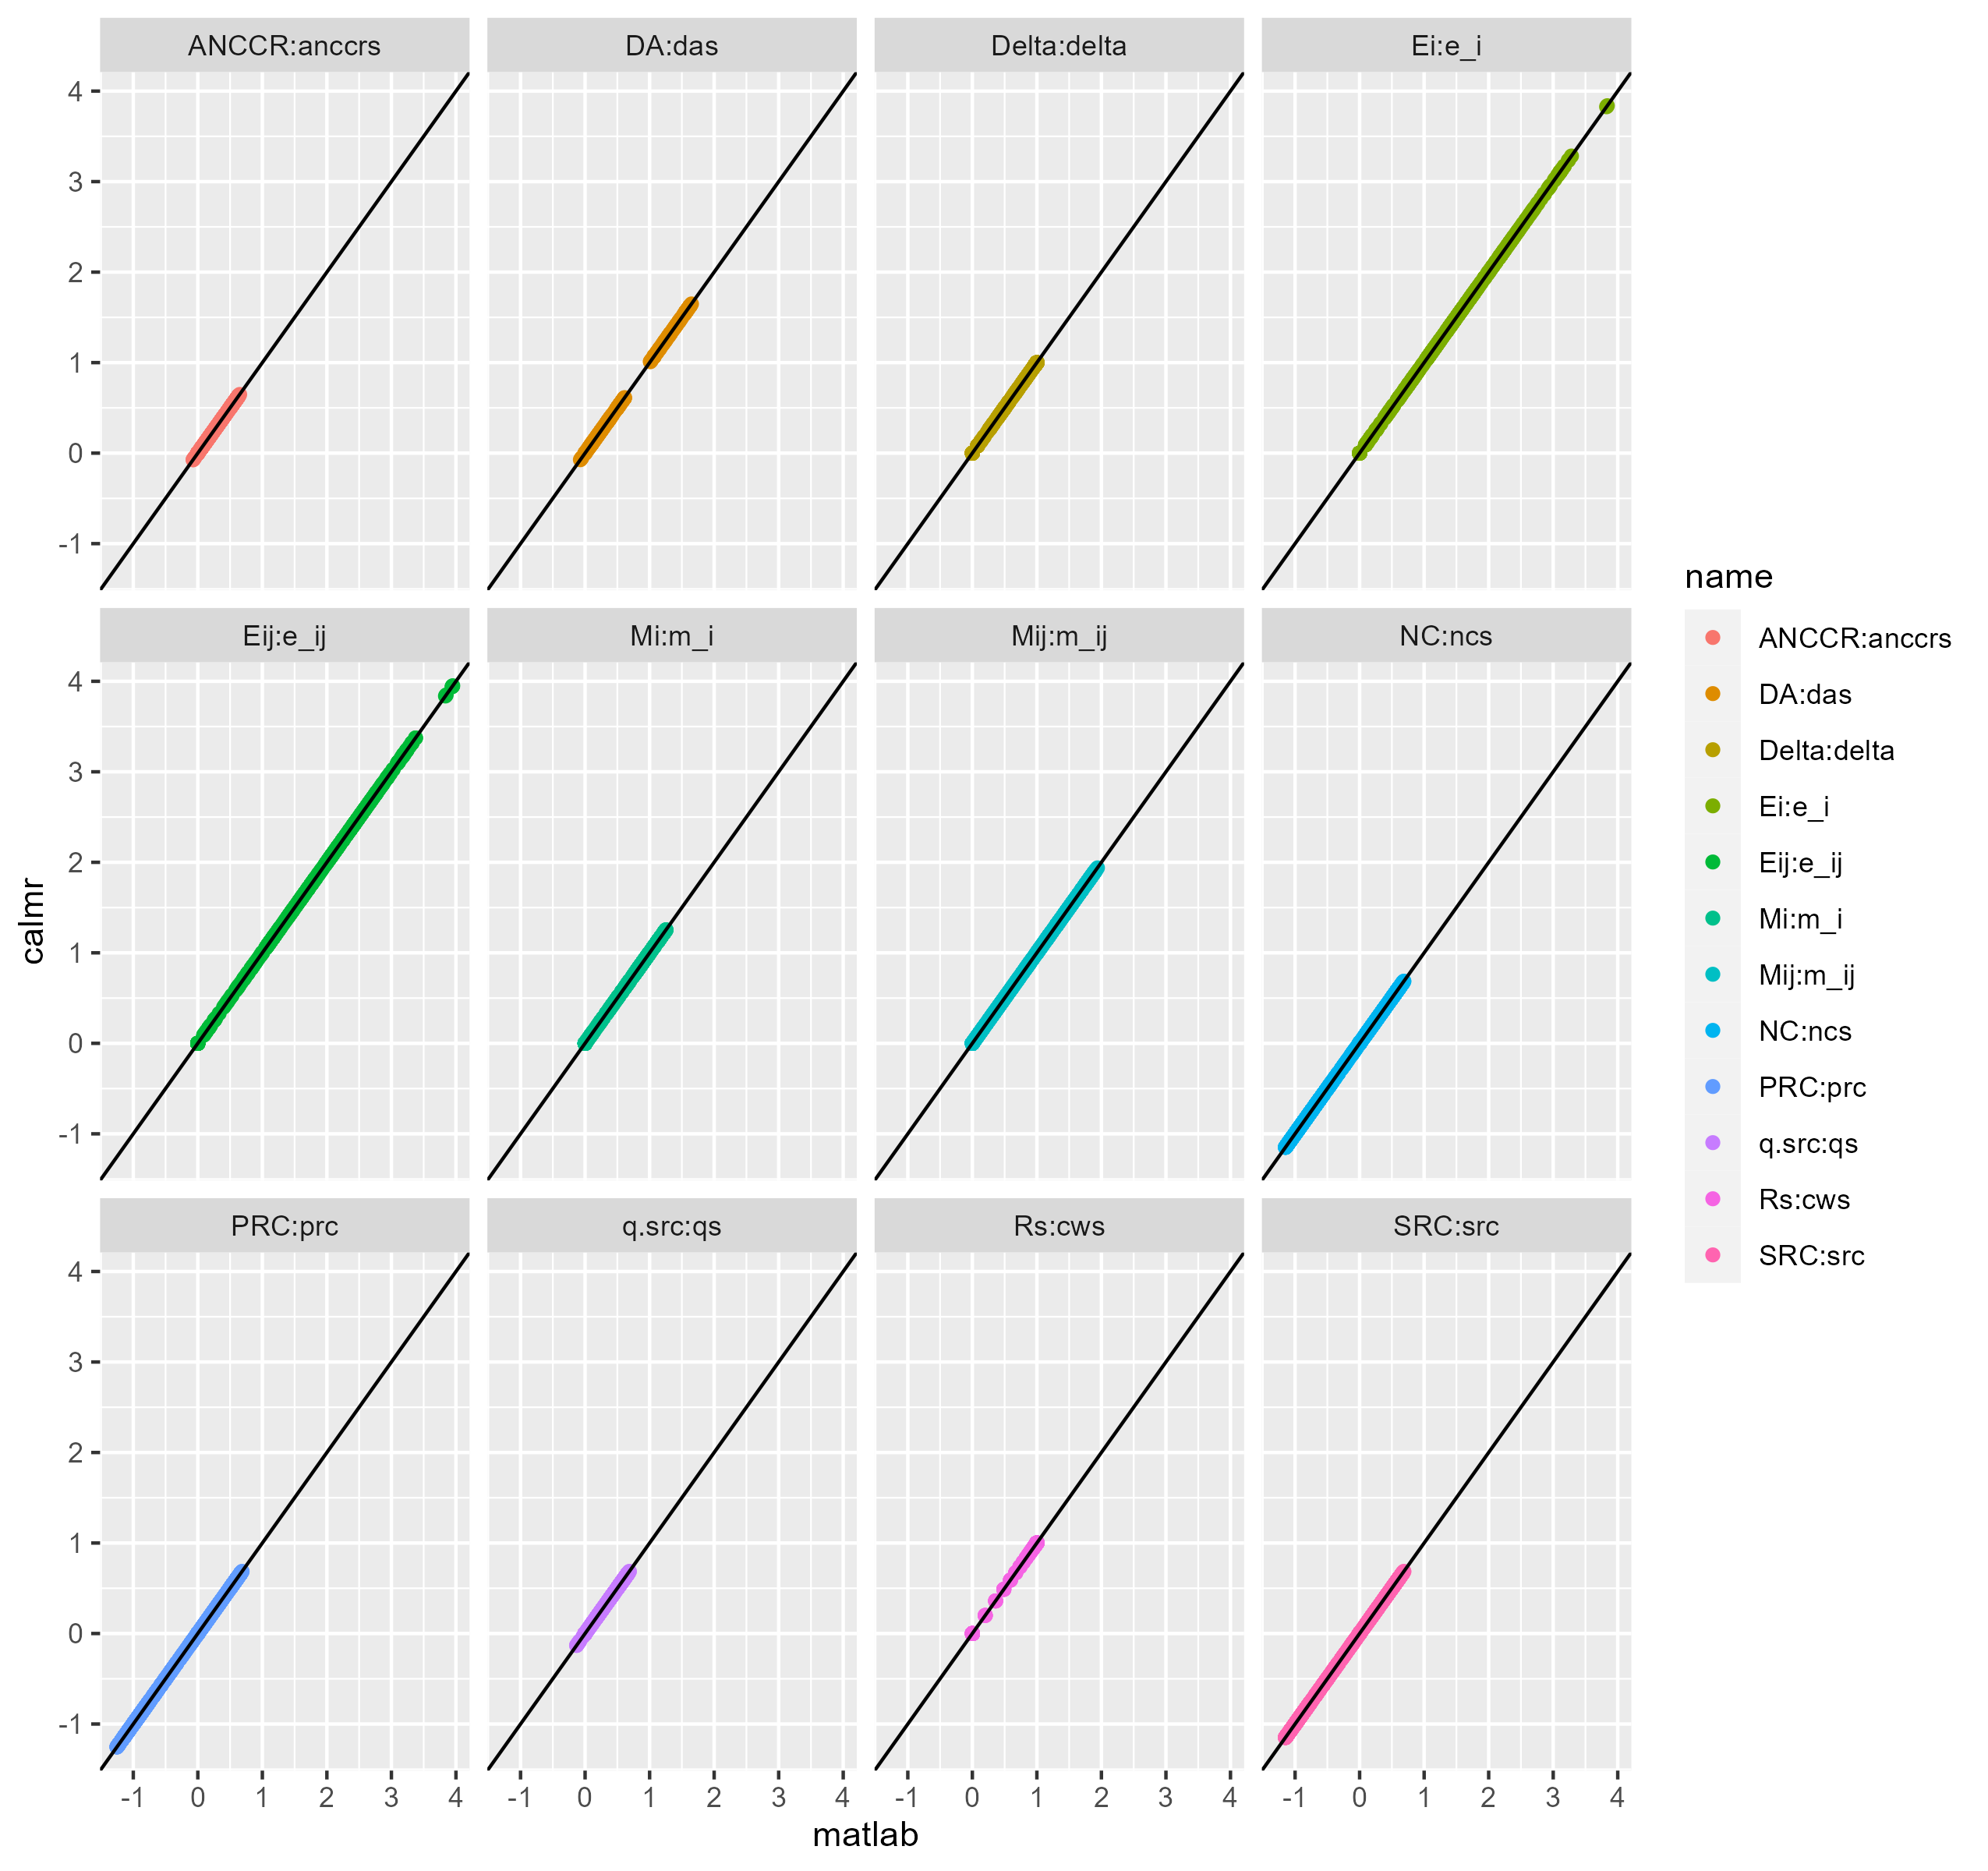 ANCCR:anccrs DA:das Delta:delta Ei:e_i
4
3
2
1
0
-1
Eij:e_ij Mi:m_i Mij:m_ij NC:ncs
4
3
2
1
0
-1
PRC:prc q.src:qs Rs:cws SRC:src
4
3
2
1
0
-1
-1 0 1 2 3 4 -1 0 1 2 3 4 -1 0 1 2 3 4 -1 0 1 2 3 4
matlab
calmr
name
ANCCR:anccrs
DA:das
Delta:delta
Ei:e_i
Eij:e_ij
Mi:m_i
Mij:m_ij
NC:ncs
PRC:prc
q.src:qs
Rs:cws
SRC:src